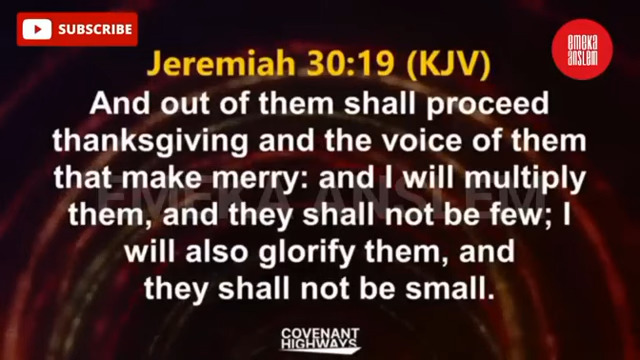 SUBSCRIBE
EMEKA
ANSLEM
Jeremiah 30:19 (KJV)
And out of them shall proceed
thanksgiving and the voice of them
that make merry: and I will multiply
EMEKA ANSLEM
them, and they shall not be few; I
will also glorify them, and
they shall not be small.
COVENANT
HIGHWAYS